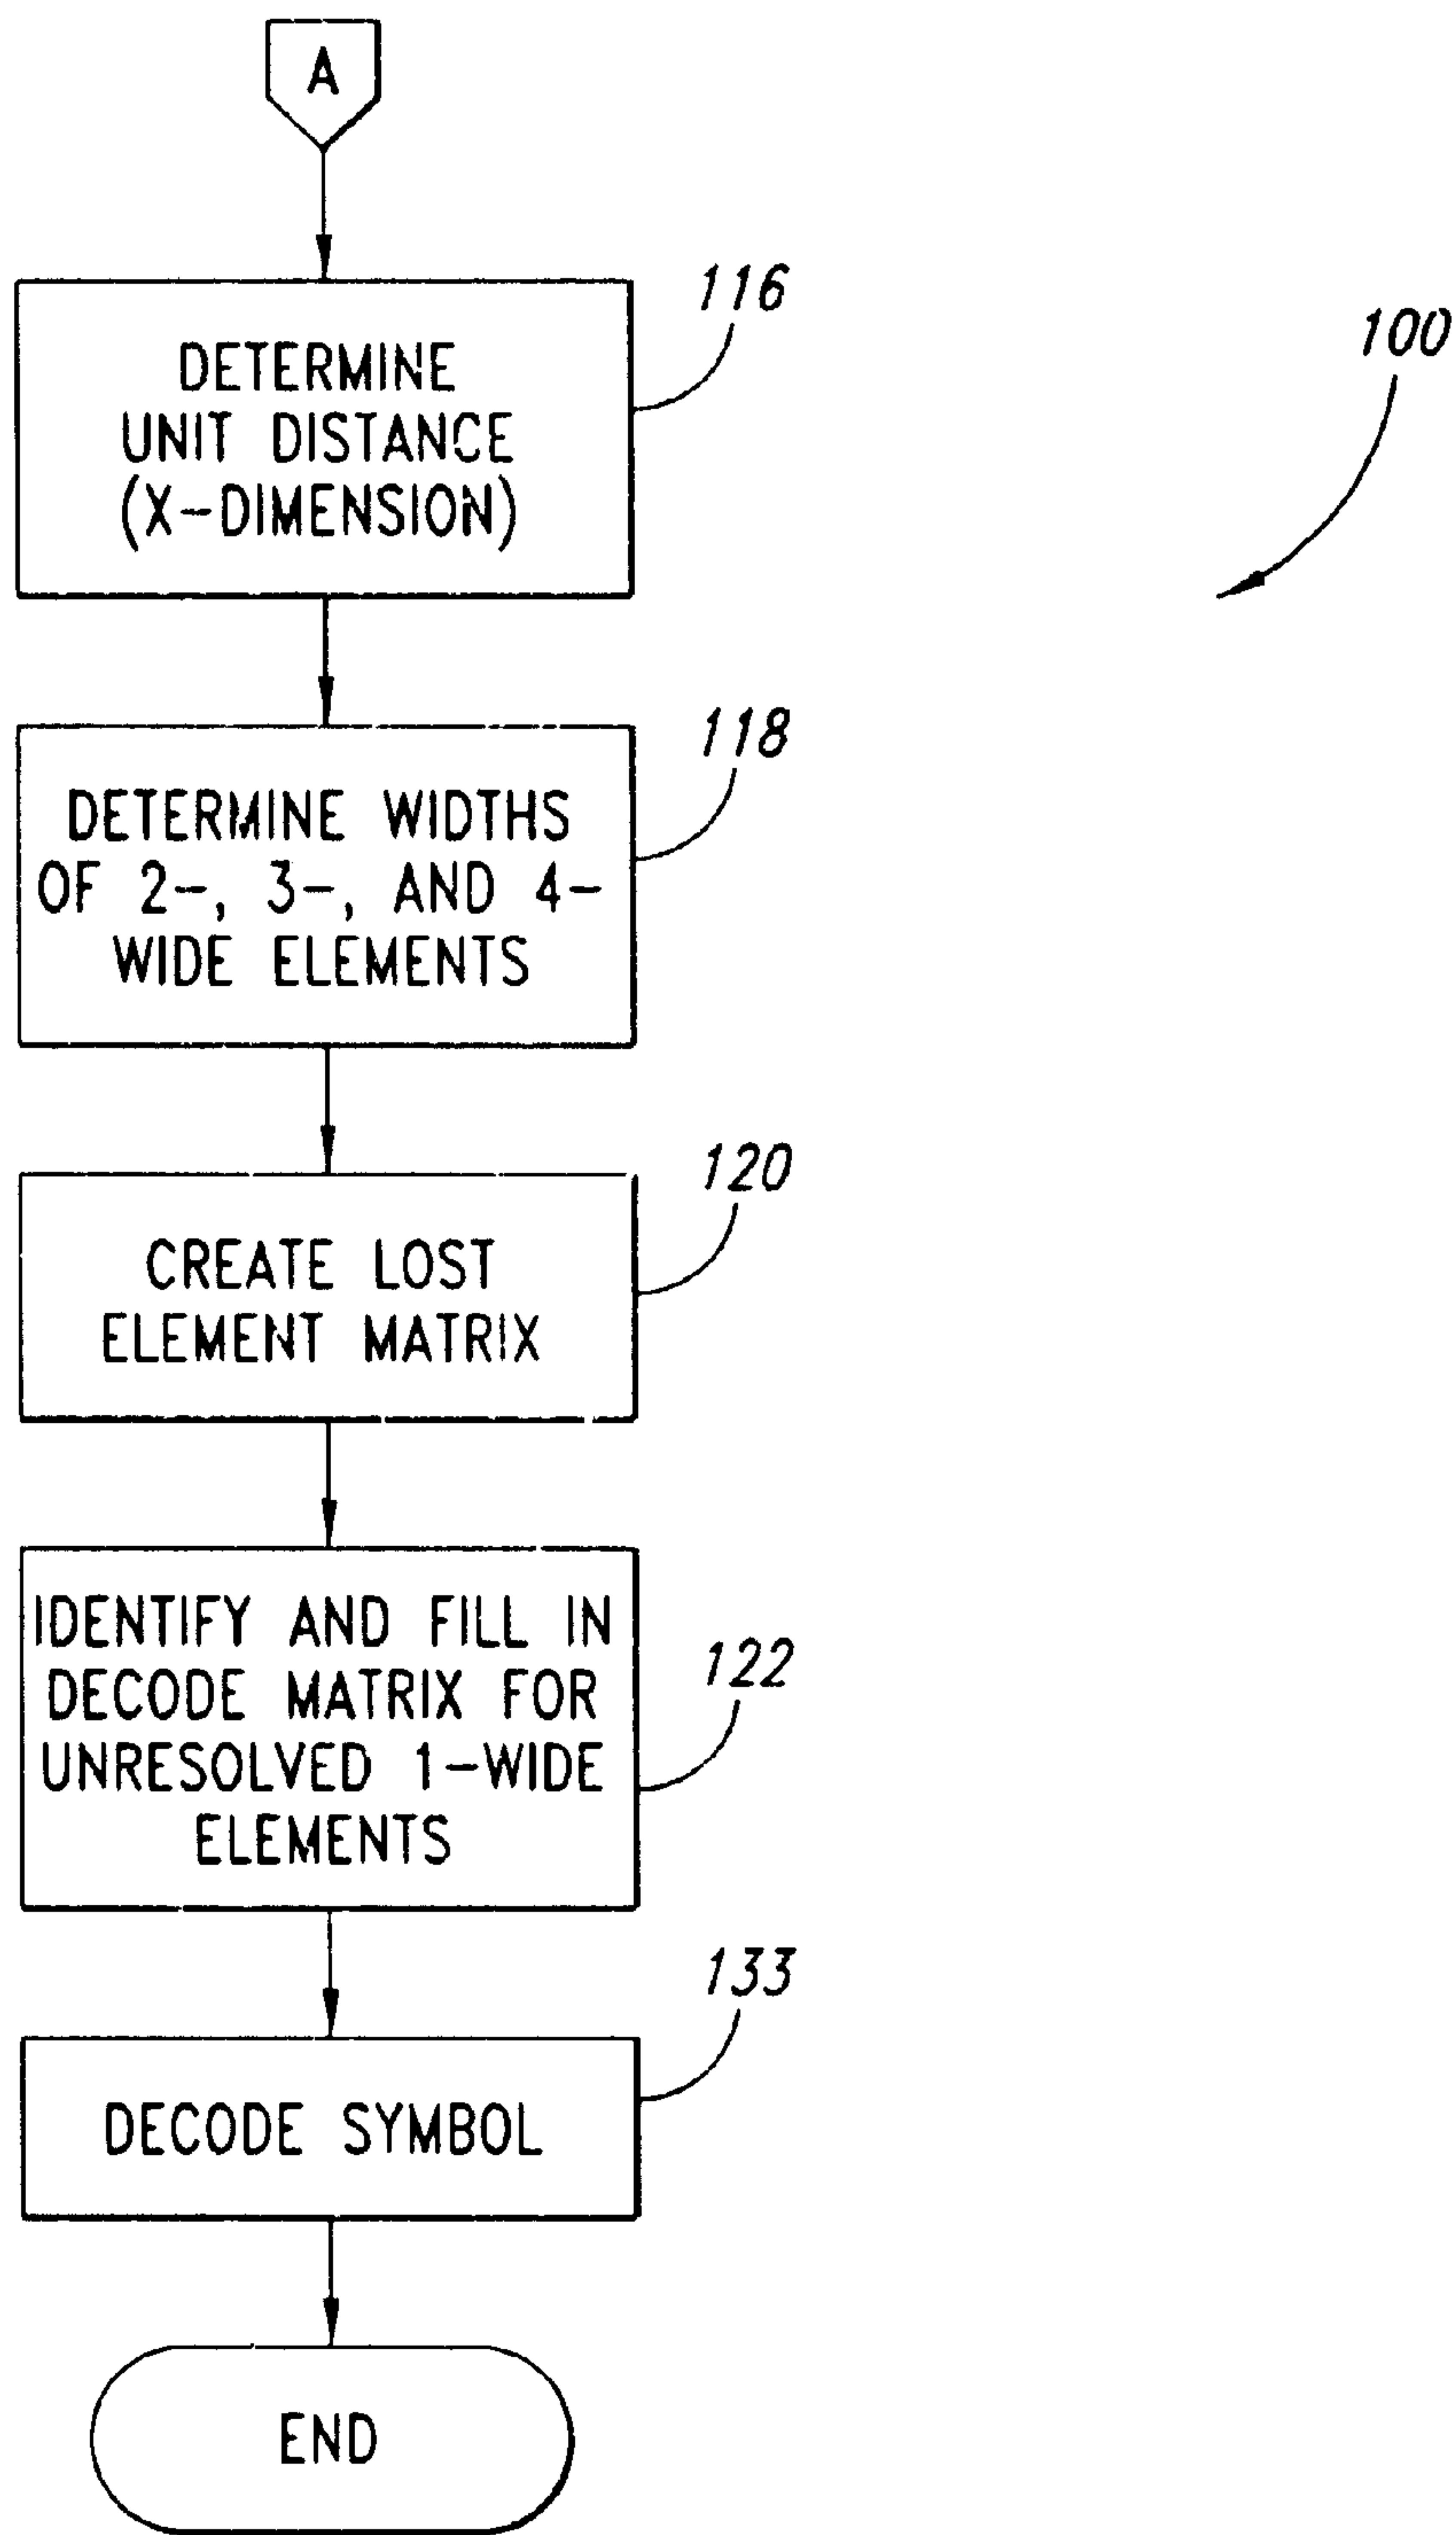 A
116
100
DETERMINE
UNIT DISTANCE
(X-DIMENSION)
118
DETERMINE WIDTHS
OF 2-, 3-, AND 4-
WIDE ELEMENTS
120
CREATE LOST
ELEMENT MATRIX
IDENTIFY AND FILL IN
DECODE MATRIX FOR
UNRESOLVED 1-WIDE
ELEMENTS
122
133
DECODE SYMBOL
END